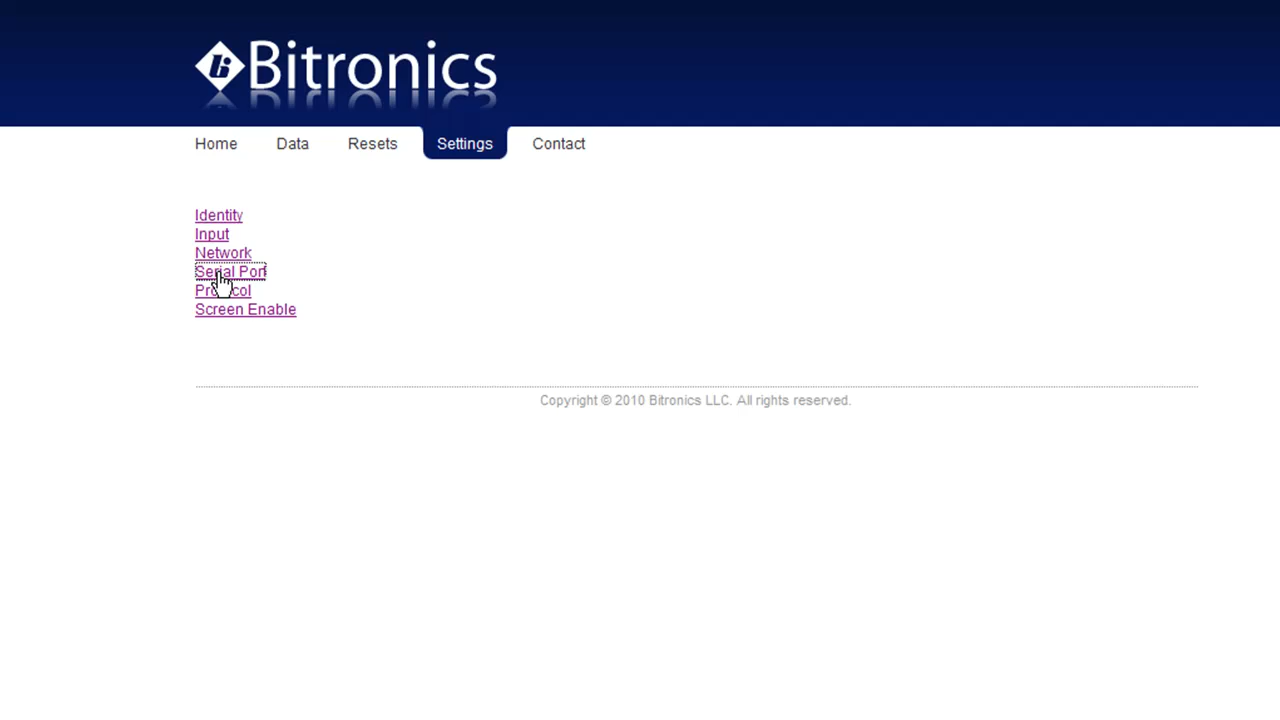 Bitronics
Home Data Resets Settings Contact
Identity
Input
Network
Serial Port
Protocol
Screen Enable
Copyright © 2010 Bitronics LLC. All rights reserved.